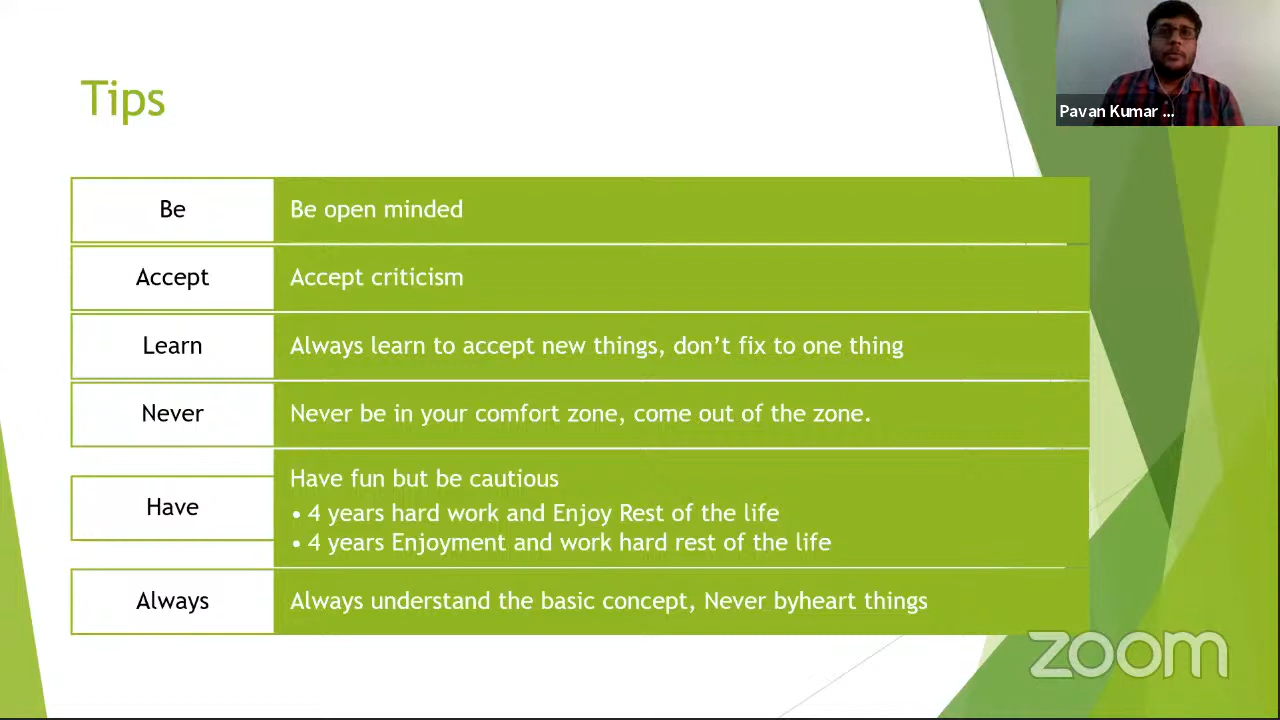 Tips
Pavan Kumar ...
Be
Be open minded
Accept
Accept criticism
Learn
Always learn to accept new things, don’t fix to one thing
Never
Never be in your comfort zone, come out of the zone.
Have
Have fun but be cautious
• 4 years hard work and Enjoy Rest of the life
• 4 years Enjoyment and work hard rest of the life
Always
Always understand the basic concept, Never byheart things
zoom